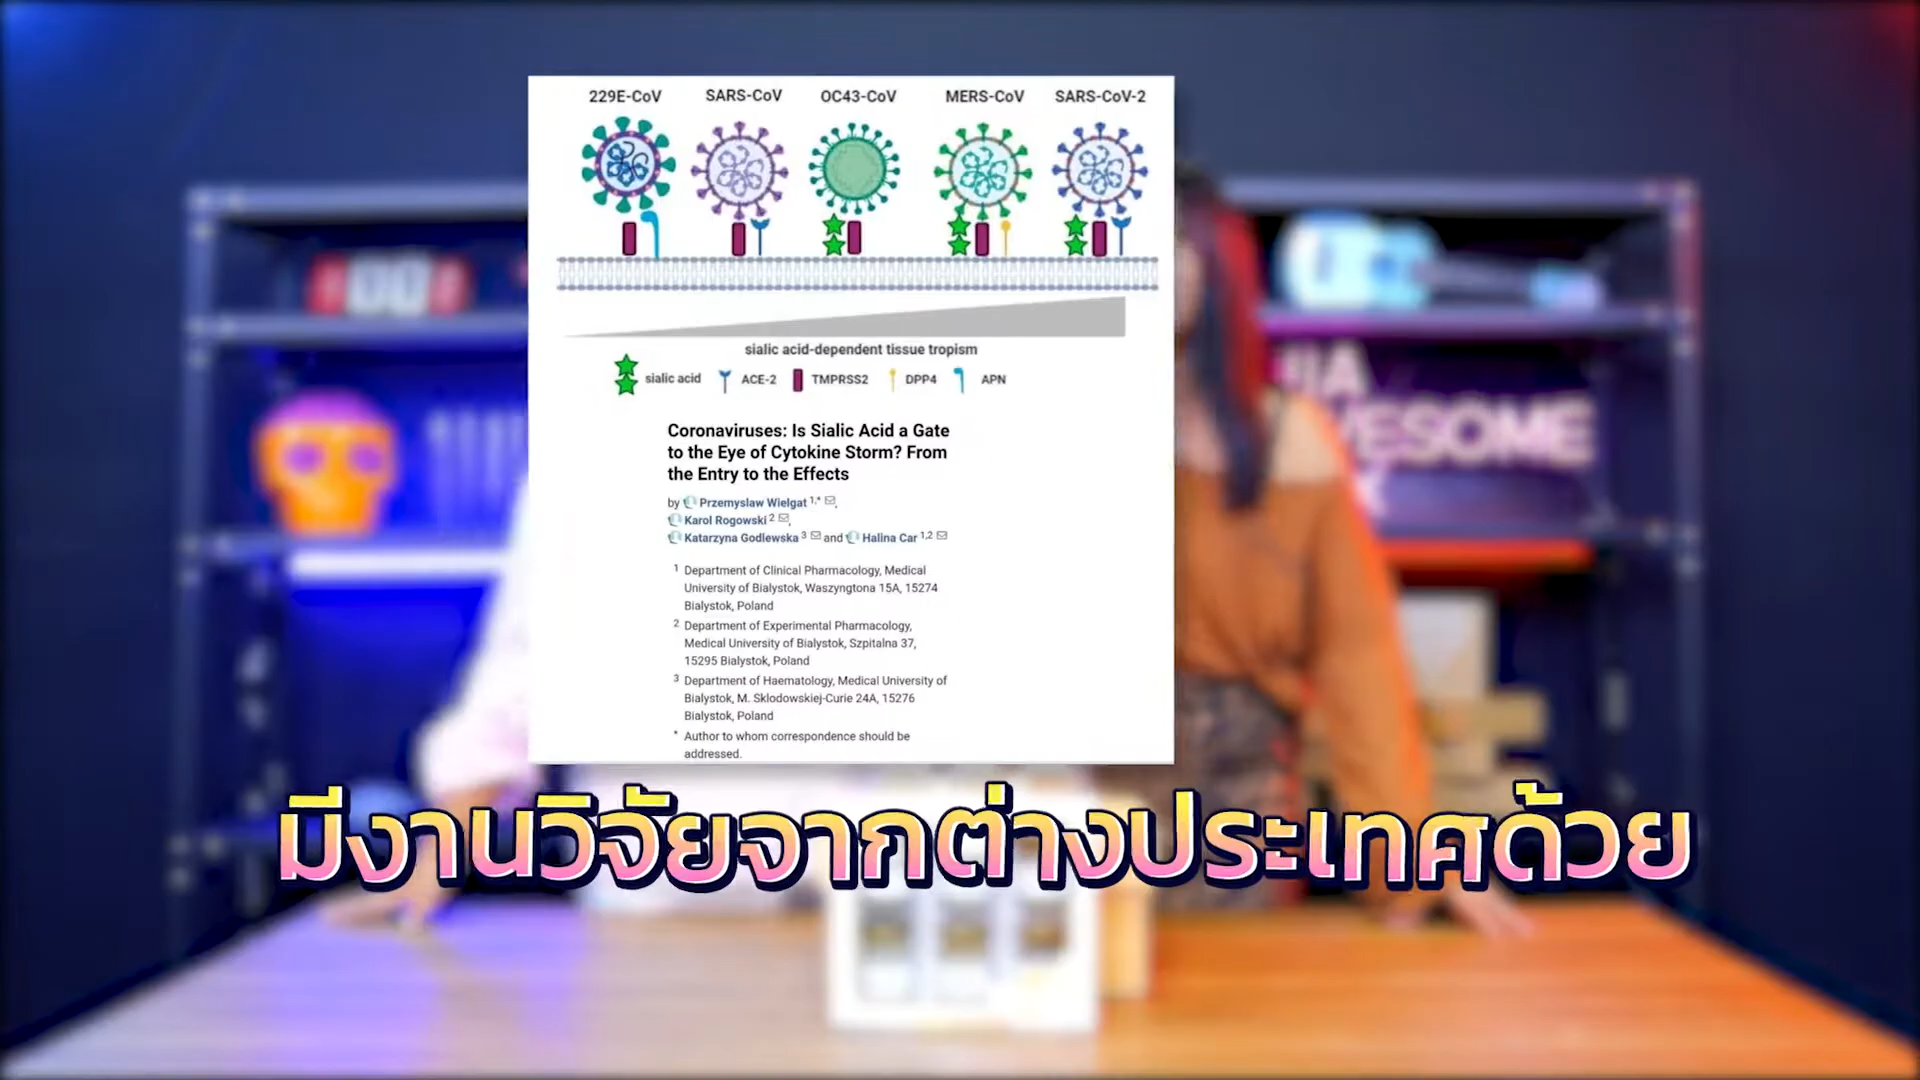 229E-CoV SARS-CoV OC43-CoV MERS-CoV SARS-CoV-2
sialic acid-dependent tissue tropism
sialic acid ACE-2 TMPRSS2 DPP4 APN
Coronaviruses: Is Sialic Acid a Gate
to the Eye of Cytokine Storm? From
the Entry to the Effects
by Przemyslaw Wielgat 1,* ,
Karol Rogowski 2 ,
Katarzyna Godlewska 3 and Halina Car 1,2
1 Department of Clinical Pharmacology, Medical
University of Bialystok, Waszyngtona 15A, 15274
Bialystok, Poland
2 Department of Experimental Pharmacology,
Medical University of Bialystok, Szpitalna 37,
15295 Bialystok, Poland
3 Department of Haematology, Medical University of
Bialystok, M. Sklodowskiej-Curie 24A, 15276
Bialystok, Poland
* Author to whom correspondence should be
addressed.
มีงานวิจัยจากต่างประเทศด้วย